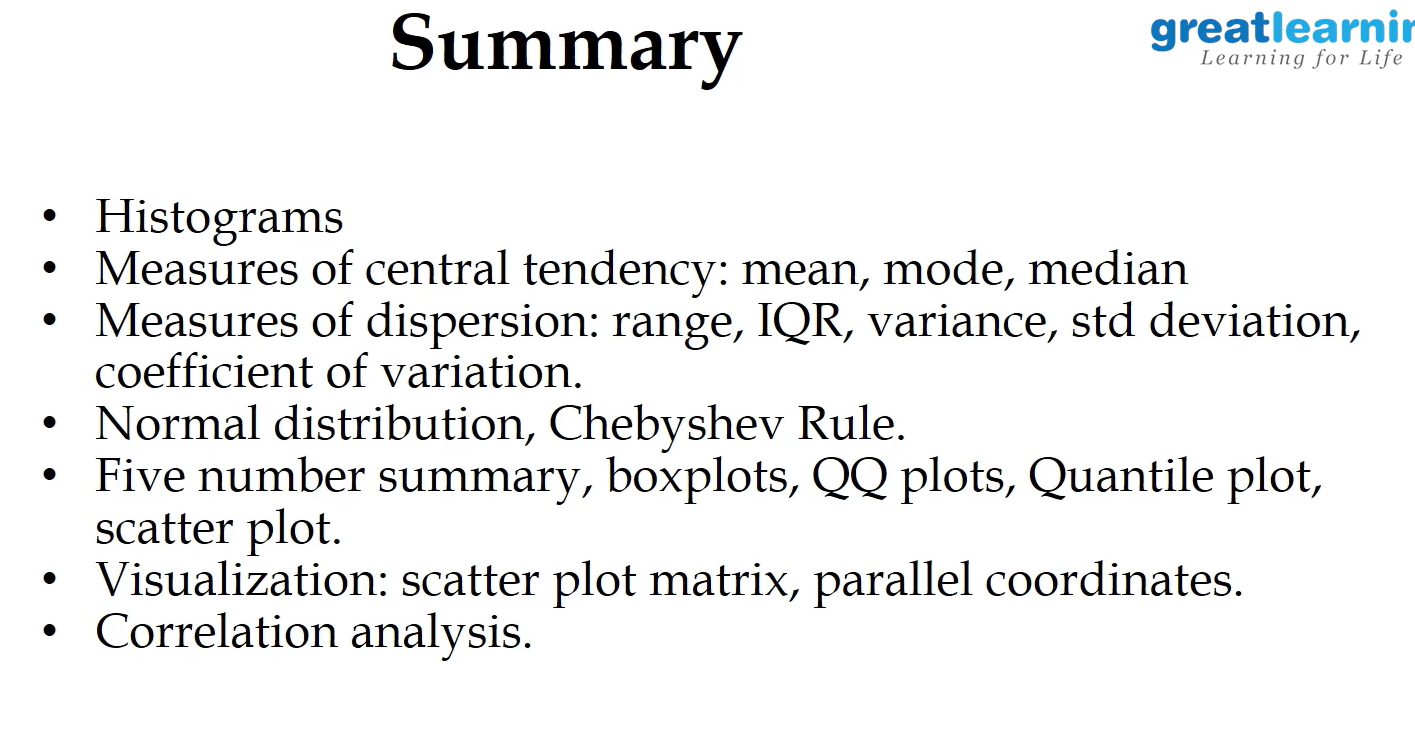 Summary
greatlearnin
Learning for Life
• Histograms
• Measures of central tendency: mean, mode, median
• Measures of dispersion: range, IQR, variance, std deviation,
coefficient of variation.
• Normal distribution, Chebyshev Rule.
• Five number summary, boxplots, QQ plots, Quantile plot,
scatter plot.
• Visualization: scatter plot matrix, parallel coordinates.
• Correlation analysis.